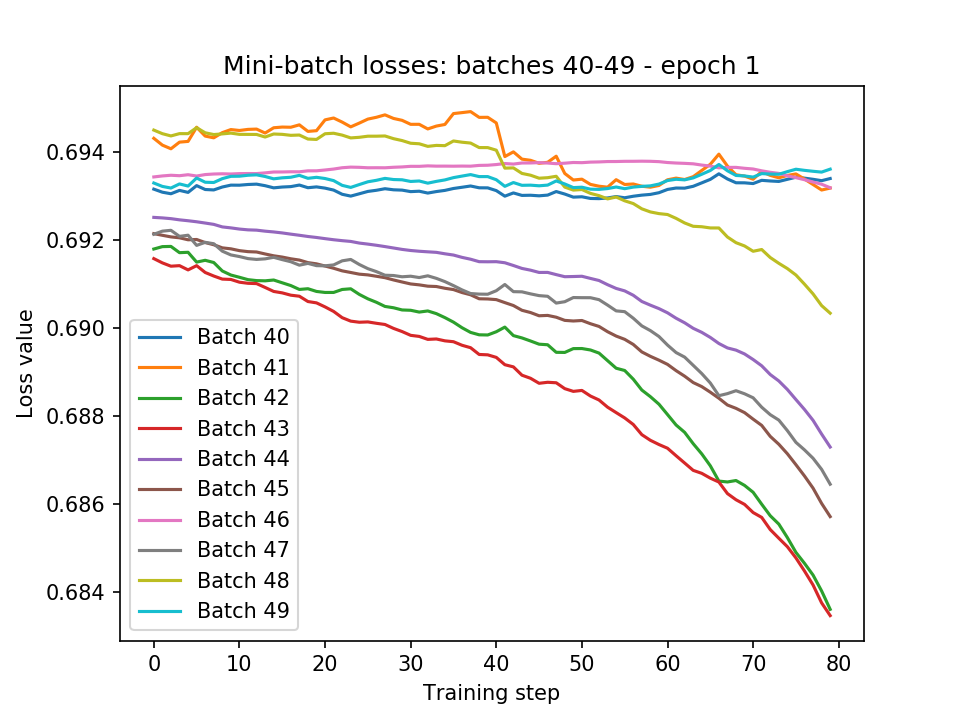 Mini-batch losses: batches 40-49 - epoch 1
Loss value
0.694
0.692
0.690
0.688
0.686
0.684
Batch 40
Batch 41
Batch 42
Batch 43
Batch 44
Batch 45
Batch 46
Batch 47
Batch 48
Batch 49
0 10 20 30 40 50 60 70 80
Training step